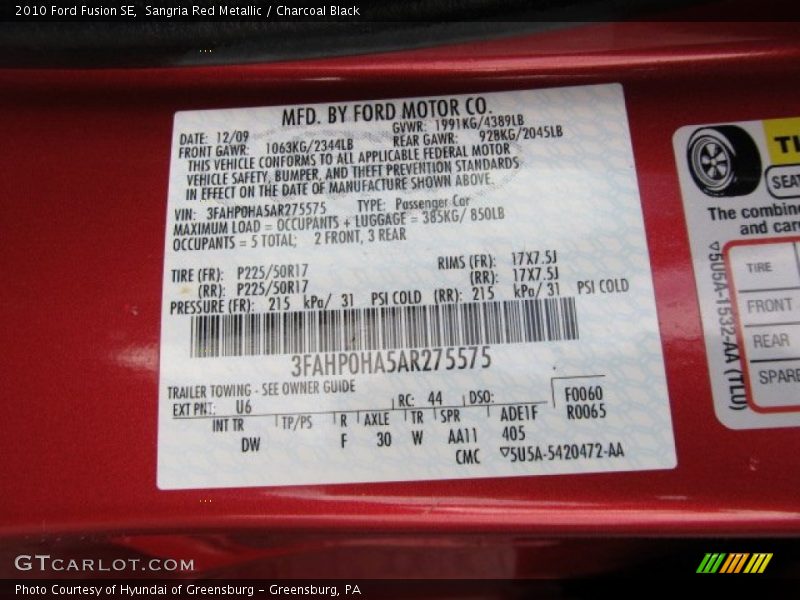 2010 Ford Fusion SE, Sangria Red Metallic / Charcoal Black
MFD. BY FORD MOTOR CO.
DATE: 12/09 GVWR: 1991KG/4389LB
FRONT GAWR: 1063KG/2344LB REAR GAWR: 928KG/2045LB
THIS VEHICLE CONFORMS TO ALL APPLICABLE FEDERAL MOTOR
VEHICLE SAFETY, BUMPER, AND THEFT PREVENTION STANDARDS
IN EFFECT ON THE DATE OF MANUFACTURE SHOWN ABOVE.
VIN: 3FAHP0HA5AR275575 TYPE: Passenger Car
MAXIMUM LOAD = OCCUPANTS + LUGGAGE = 385KG/ 850LB
OCCUPANTS = 5 TOTAL; 2 FRONT, 3 REAR
TIRE (FR): P225/50R17 RIMS (FR): 17X7.5J
(RR): P225/50R17 (RR): 17X7.5J
PRESSURE (FR): 215 kPa/ 31 PSI COLD (RR): 215 kPa/ 31 PSI COLD
3FAHP0HA5AR275575
TRAILER TOWING - SEE OWNER GUIDE
EXT PNT: U6 RC: 44 DSO: F0060
INT TR TP/PS R AXLE TR SPR ADE1F R0065
DW F 30 W AA11 405
CMC ▽5U5A-5420472-AA
SEAT
The combine
and car
TIRE
FRONT
REAR
SPARE
▽5U5A-1532-AA (TLU)
GTCARLOT.COM
Photo Courtesy of Hyundai of Greensburg - Greensburg, PA